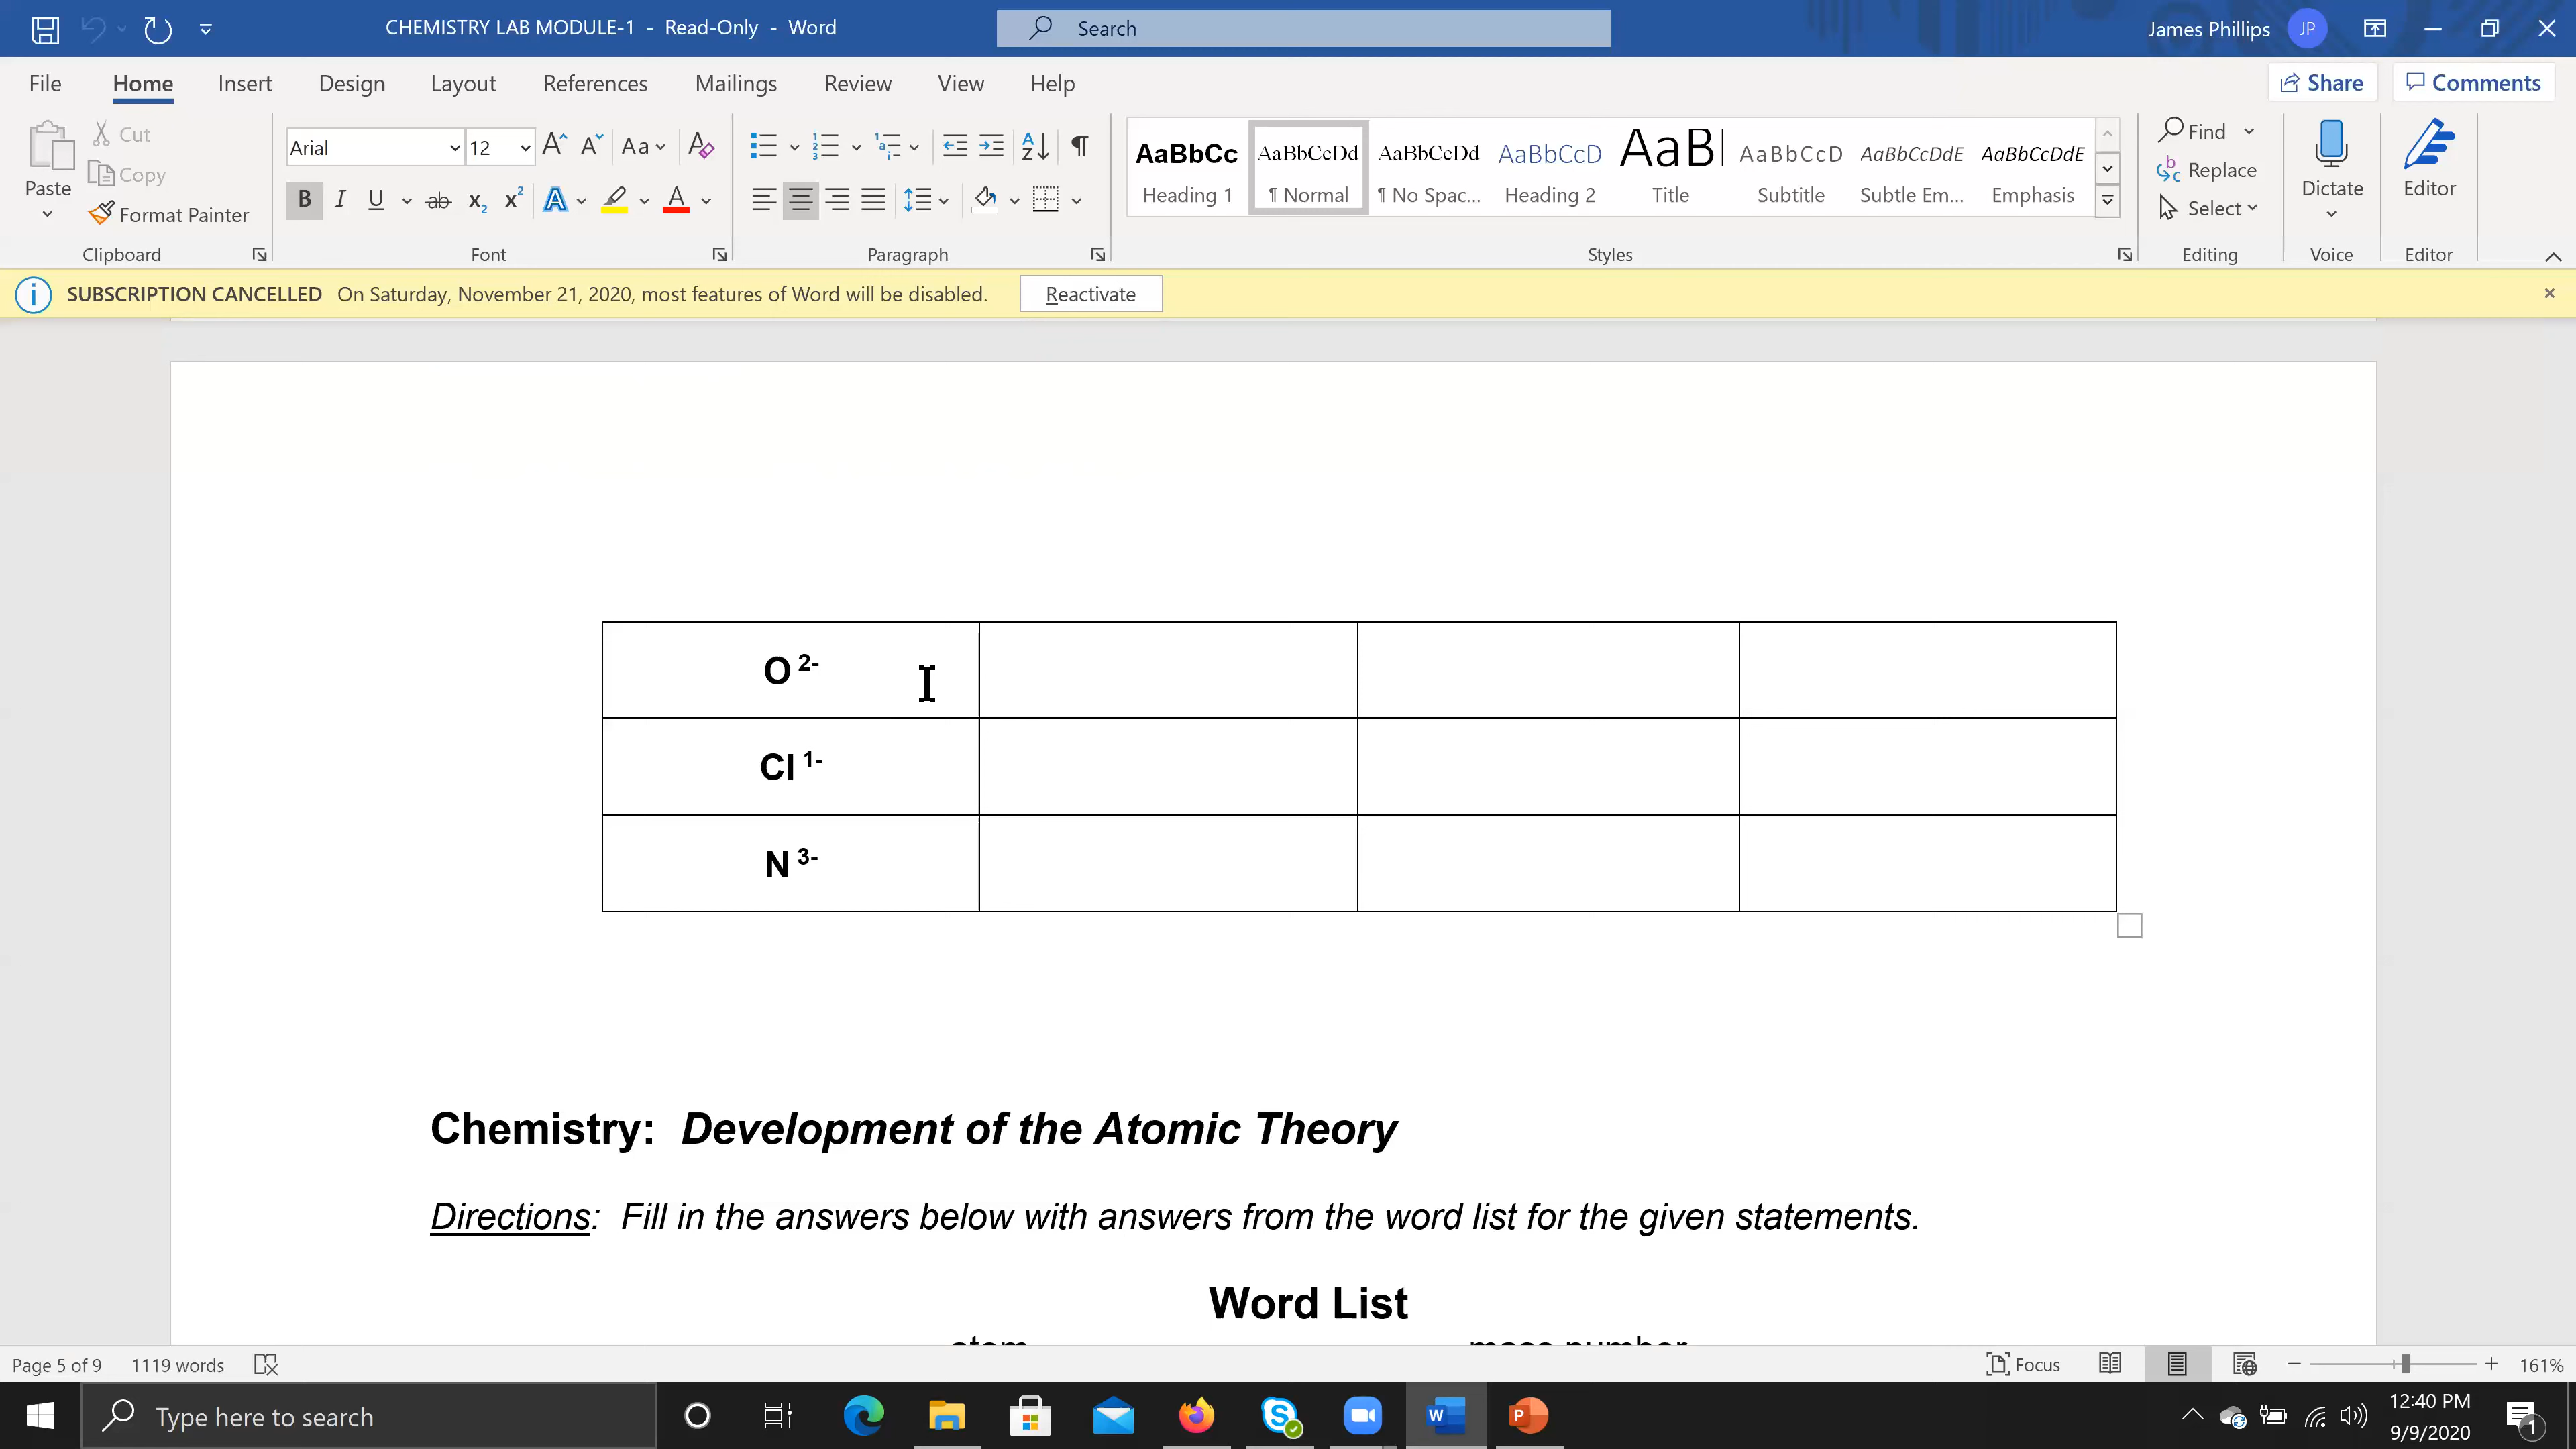 CHEMISTRY LAB MODULE-1 - Read-Only - Word
Search
James Phillips JP
File Home Insert Design Layout References Mailings Review View Help
Share Comments
Paste
Cut
Copy
Format Painter
Clipboard
Arial 12
Font
Paragraph
AaBbCc AaBbCcDd AaBbCcDd AaBbCcD AaB AaBbCcD AaBbCcDdE AaBbCcDdE
Heading 1 ¶ Normal ¶ No Spac... Heading 2 Title Subtitle Subtle Em... Emphasis
Styles
Find
Replace
Select
Editing
Dictate
Voice
Editor
Editor
SUBSCRIPTION CANCELLED On Saturday, November 21, 2020, most features of Word will be disabled. Reactivate
O 2-
Cl 1-
N 3-
Chemistry: Development of the Atomic Theory
Directions: Fill in the answers below with answers from the word list for the given statements.
Word List
atom mass number
Page 5 of 9 1119 words Focus 161%
Type here to search
12:40 PM
9/9/2020
1